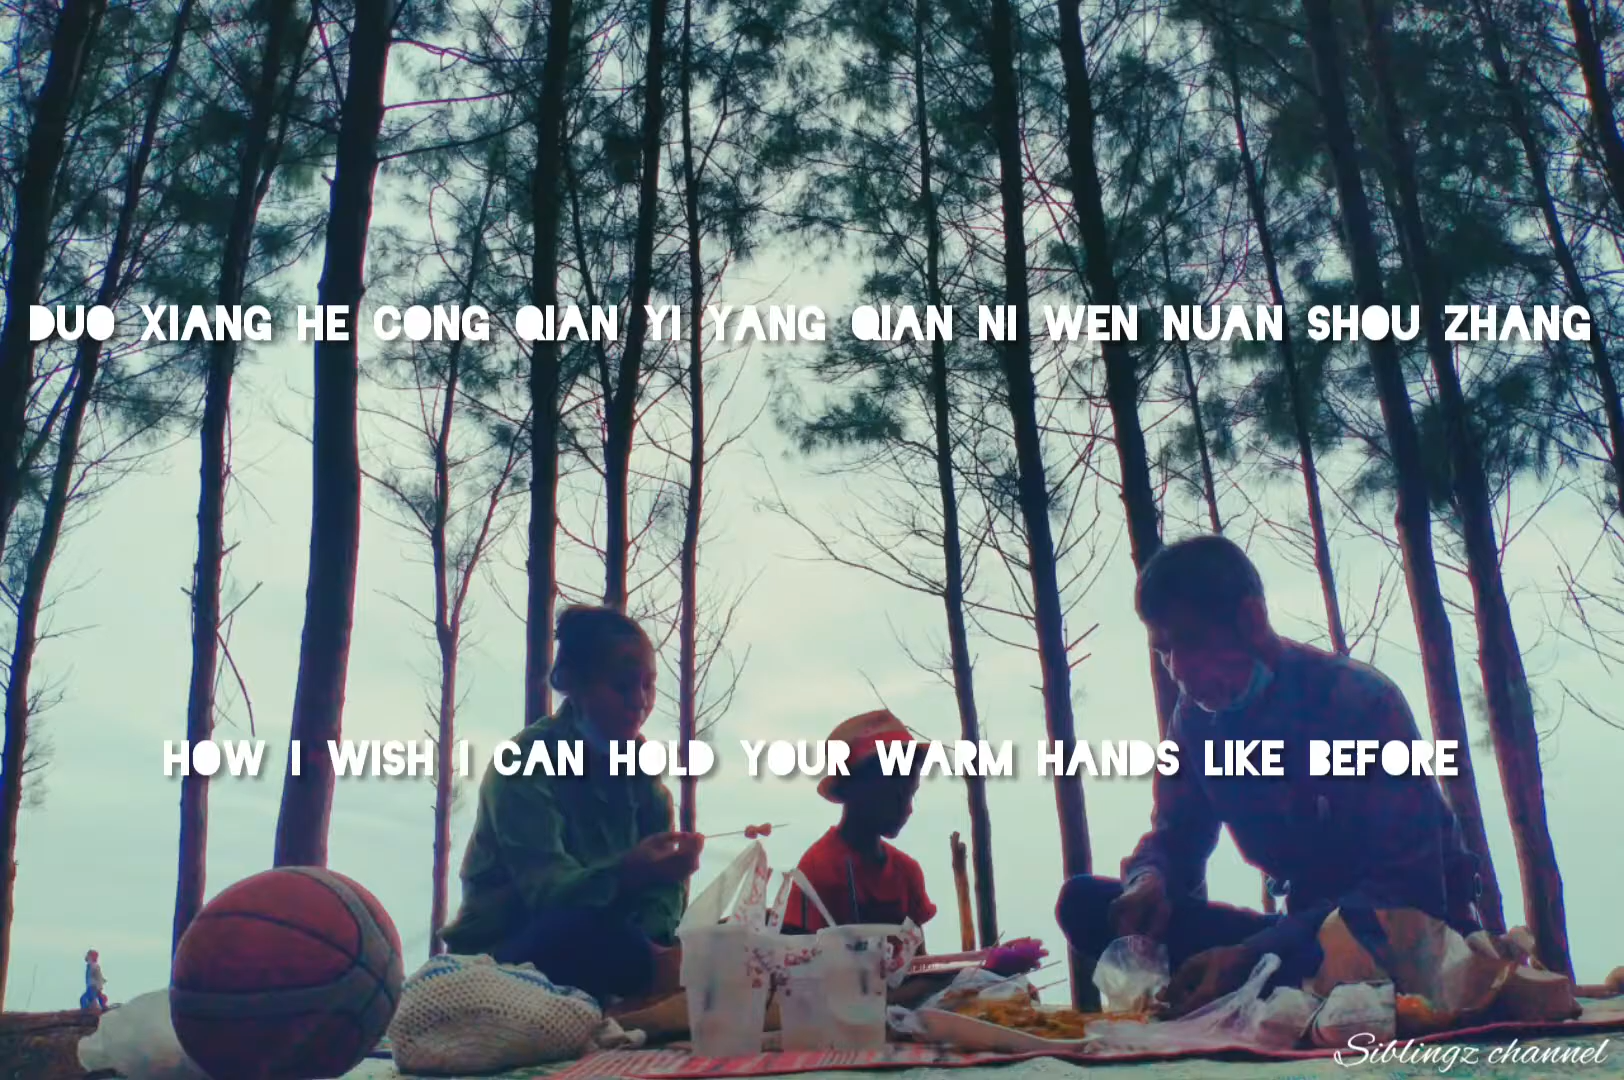 DUO XIANG HE CONG QIAN YI YANG QIAN NI WEN NUAN SHOU ZHANG
HOW I WISH I CAN HOLD YOUR WARM HANDS LIKE BEFORE
Siblingz channel